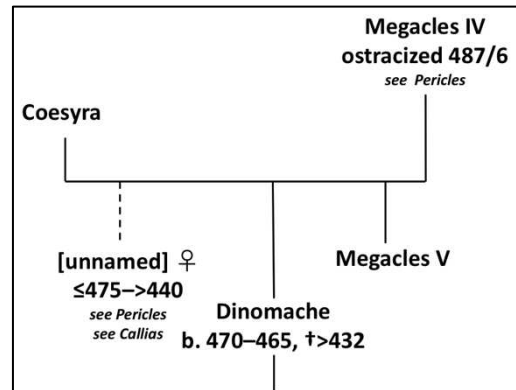 Megacles IV
ostracized 487/6
see Pericles
Coesyra
[unnamed] ♀
≤475–>440
see Pericles
see Callias
Megacles V
Dinomache
b. 470–465, †>432